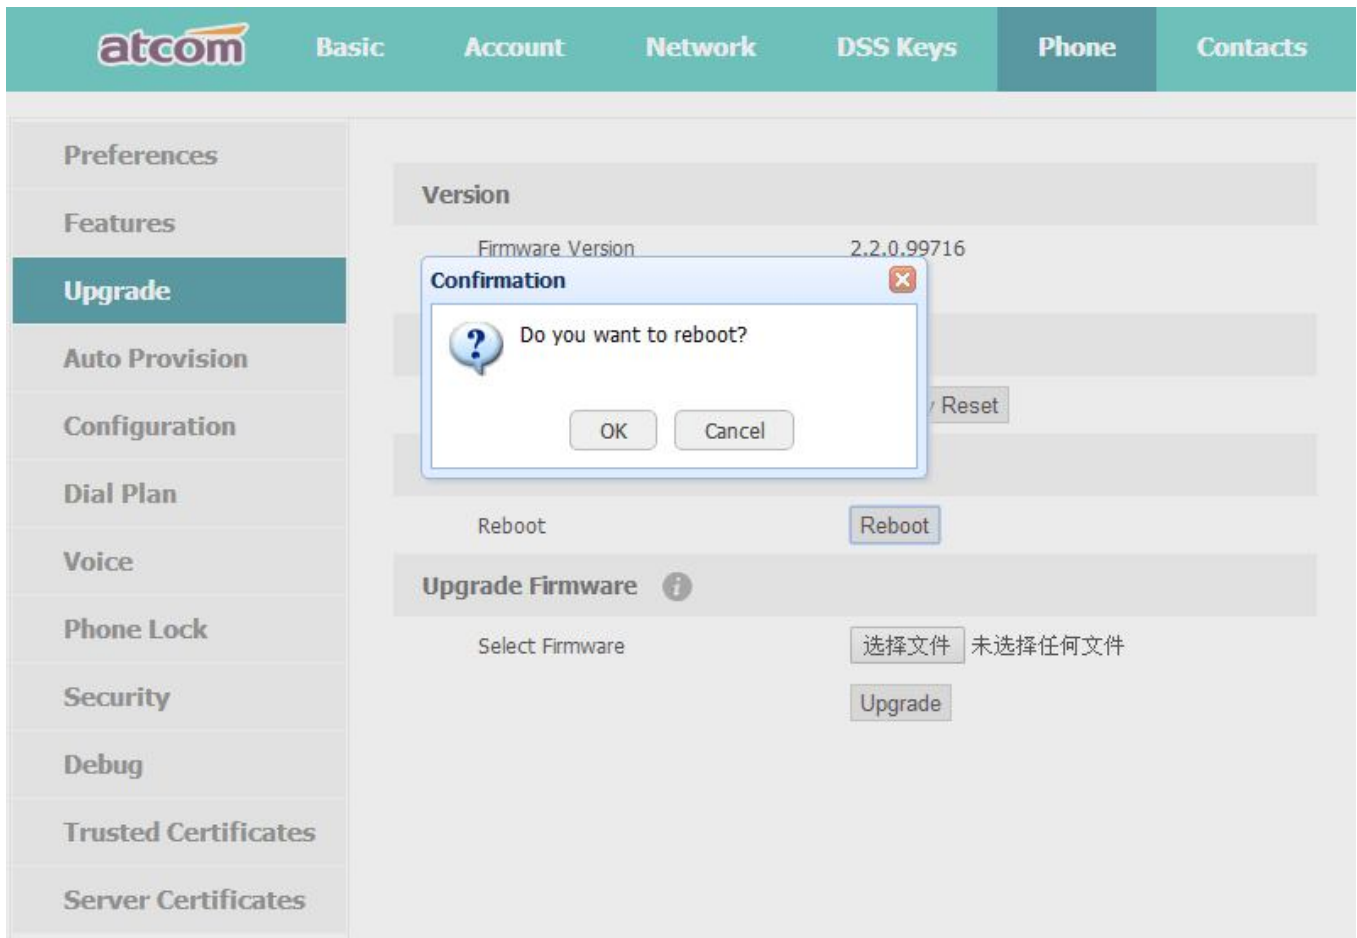 atcom Basic Account Network DSS Keys Phone Contacts
Preferences
Features
Upgrade
Auto Provision
Configuration
Dial Plan
Voice
Phone Lock
Security
Debug
Trusted Certificates
Server Certificates
Version
Firmware Version 2.2.0.99716
Confirmation
Do you want to reboot?
OK Cancel
Reset
Reboot Reboot
Upgrade Firmware
Select Firmware 选择文件 未选择任何文件
Upgrade